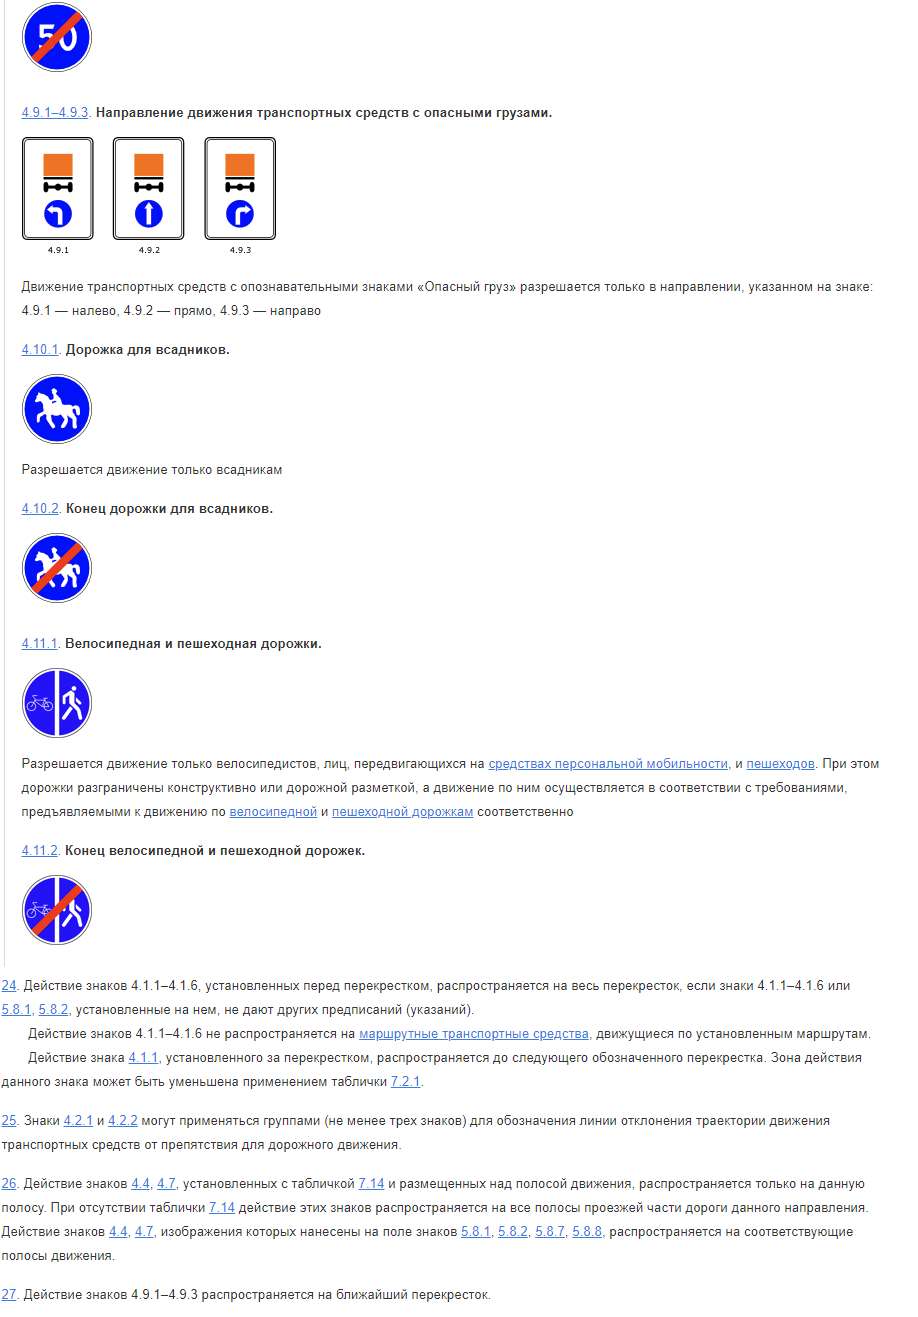 50
4.9.1–4.9.3. Направление движения транспортных средств с опасными грузами.
4.9.1 4.9.2 4.9.3
Движение транспортных средств с опознавательными знаками «Опасный груз» разрешается только в направлении, указанном на знаке:
4.9.1 — налево, 4.9.2 — прямо, 4.9.3 — направо
4.10.1. Дорожка для всадников.
Разрешается движение только всадникам
4.10.2. Конец дорожки для всадников.
4.11.1. Велосипедная и пешеходная дорожки.
Разрешается движение только велосипедистов, лиц, передвигающихся на средствах персональной мобильности, и пешеходов. При этом
дорожки разграничены конструктивно или дорожной разметкой, а движение по ним осуществляется в соответствии с требованиями,
предъявляемыми к движению по велосипедной и пешеходной дорожкам соответственно
4.11.2. Конец велосипедной и пешеходной дорожек.
24. Действие знаков 4.1.1–4.1.6, установленных перед перекрестком, распространяется на весь перекресток, если знаки 4.1.1–4.1.6 или
5.8.1, 5.8.2, установленные на нем, не дают других предписаний (указаний).
Действие знаков 4.1.1–4.1.6 не распространяется на маршрутные транспортные средства, движущиеся по установленным маршрутам.
Действие знака 4.1.1, установленного за перекрестком, распространяется до следующего обозначенного перекрестка. Зона действия
данного знака может быть уменьшена применением таблички 7.2.1.
25. Знаки 4.2.1 и 4.2.2 могут применяться группами (не менее трех знаков) для обозначения линии отклонения траектории движения
транспортных средств от препятствия для дорожного движения.
26. Действие знаков 4.4, 4.7, установленных с табличкой 7.14 и размещенных над полосой движения, распространяется только на данную
полосу. При отсутствии таблички 7.14 действие этих знаков распространяется на все полосы проезжей части дороги данного направления.
Действие знаков 4.4, 4.7, изображения которых нанесены на поле знаков 5.8.1, 5.8.2, 5.8.7, 5.8.8, распространяется на соответствующие
полосы движения.
27. Действие знаков 4.9.1–4.9.3 распространяется на ближайший перекресток.